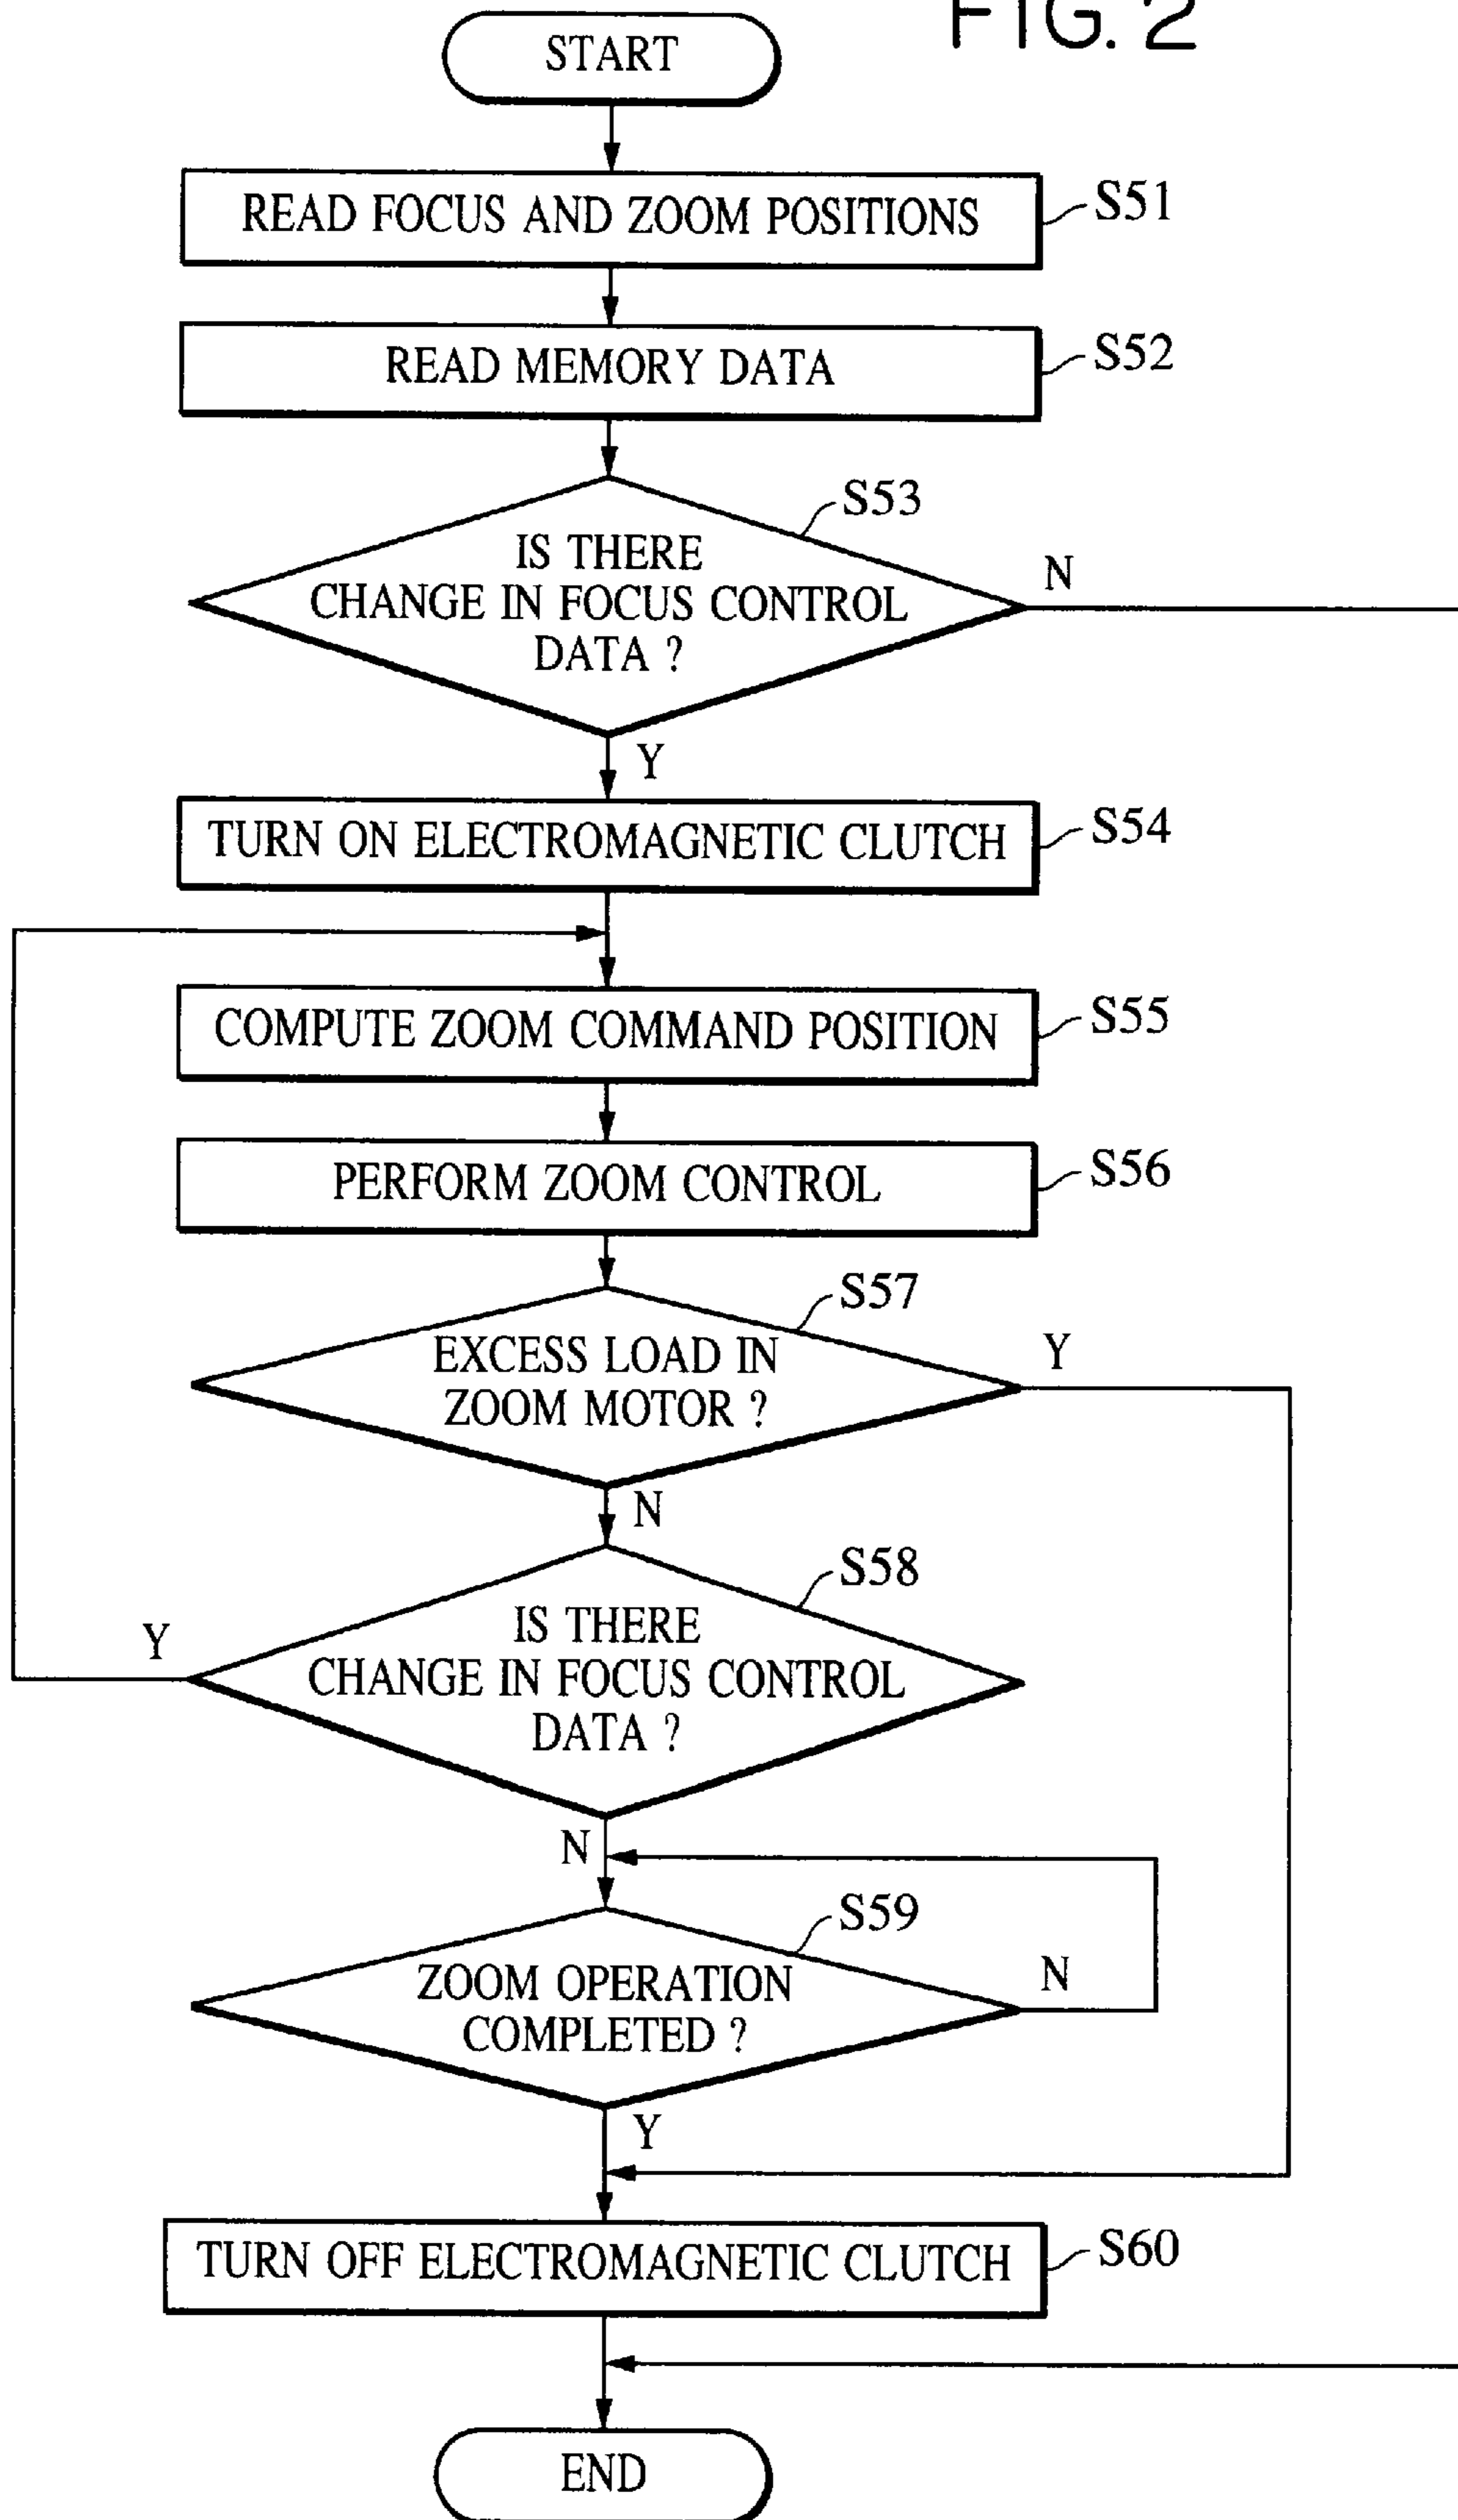 FIG. 2
START
READ FOCUS AND ZOOM POSITIONS
S51
READ MEMORY DATA
S52
S53
IS THERE
CHANGE IN FOCUS CONTROL
DATA ?
N
Y
TURN ON ELECTROMAGNETIC CLUTCH
S54
COMPUTE ZOOM COMMAND POSITION
S55
PERFORM ZOOM CONTROL
S56
S57
EXCESS LOAD IN
ZOOM MOTOR ?
Y
N
S58
IS THERE
CHANGE IN FOCUS CONTROL
DATA ?
Y
N
S59
ZOOM OPERATION
COMPLETED ?
N
Y
TURN OFF ELECTROMAGNETIC CLUTCH
S60
END